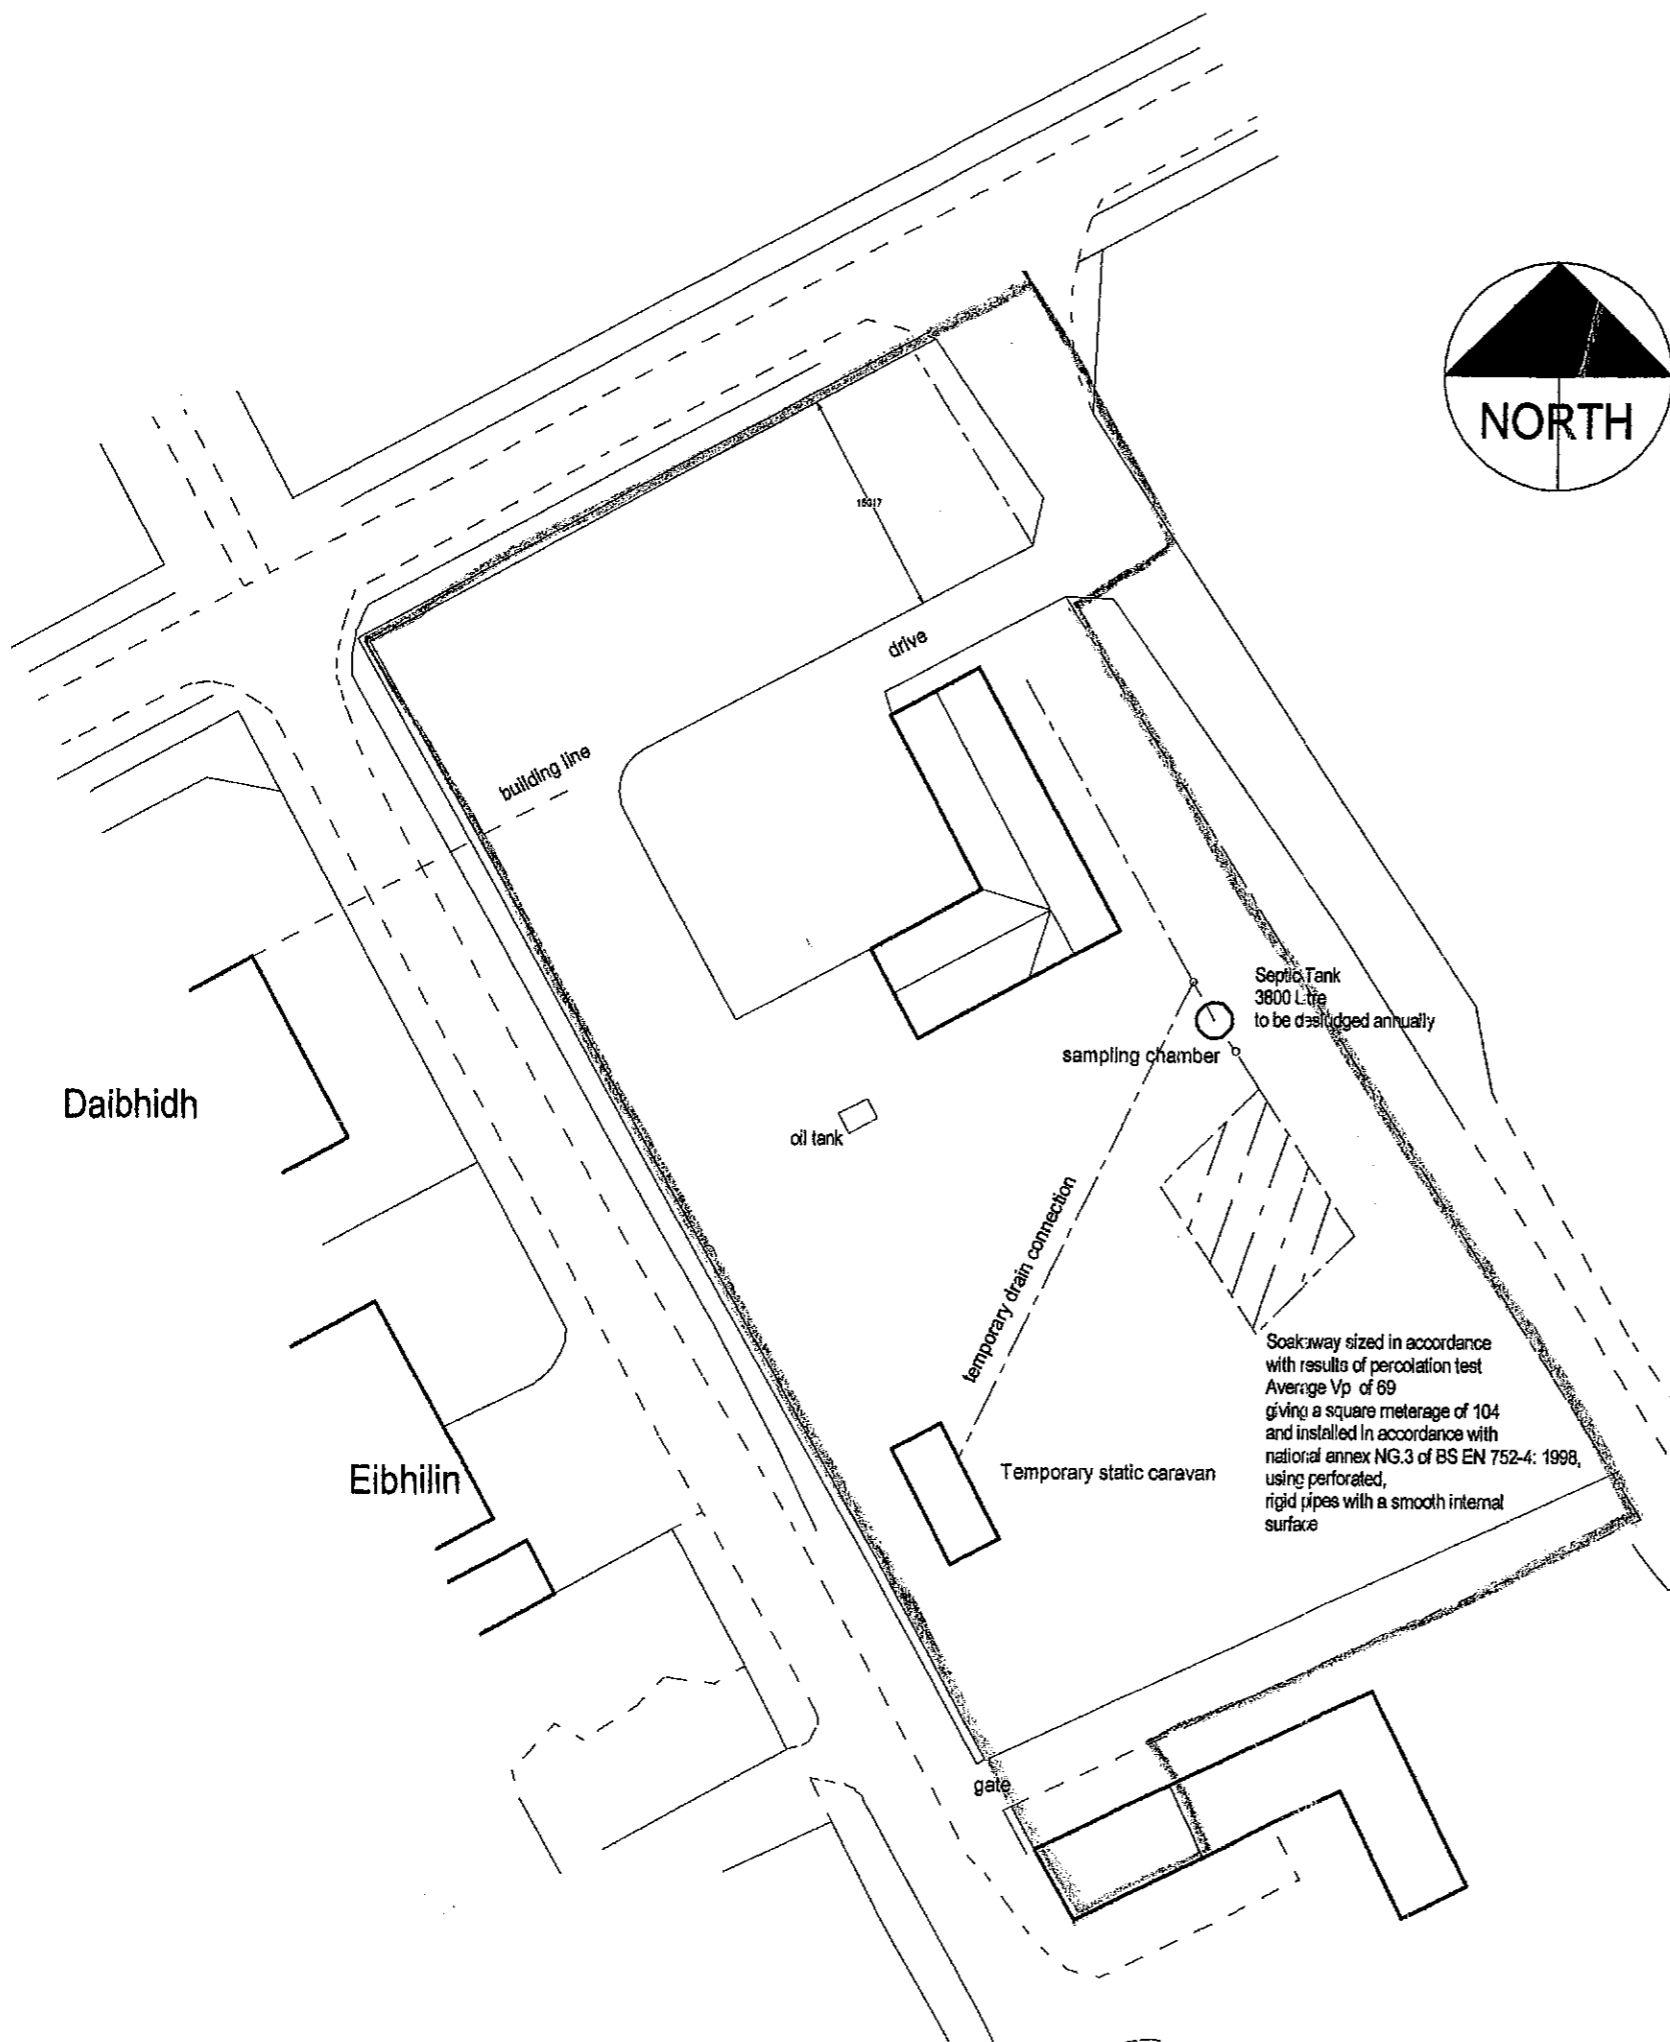 NORTH
drive
building line
Septic Tank
3800 Litre
to be desludged annually
sampling chamber
Daibhidh
oil tank
temporary drain connection
Soakaway sized in accordance
with results of percolation test
Average Vp of 69
giving a square meterage of 104
and installed in accordance with
national annex NG.3 of BS EN 752-4: 1998,
using perforated,
rigid pipes with a smooth internal
surface
Temporary static caravan
Eibhilin
gate